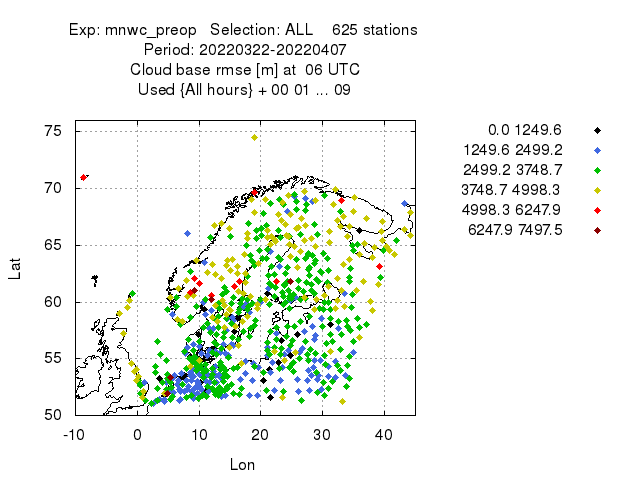 Exp: mnwc_preop   Selection: ALL    625 stations
Period: 20220322-20220407
Cloud base rmse [m] at  06 UTC
Used {All hours} + 00 01 ... 09
0.0 1249.6
1249.6 2499.2
2499.2 3748.7
3748.7 4998.3
4998.3 6247.9
6247.9 7497.5
75
70
65
60
55
50
Lat
-10 0 10 20 30 40
Lon